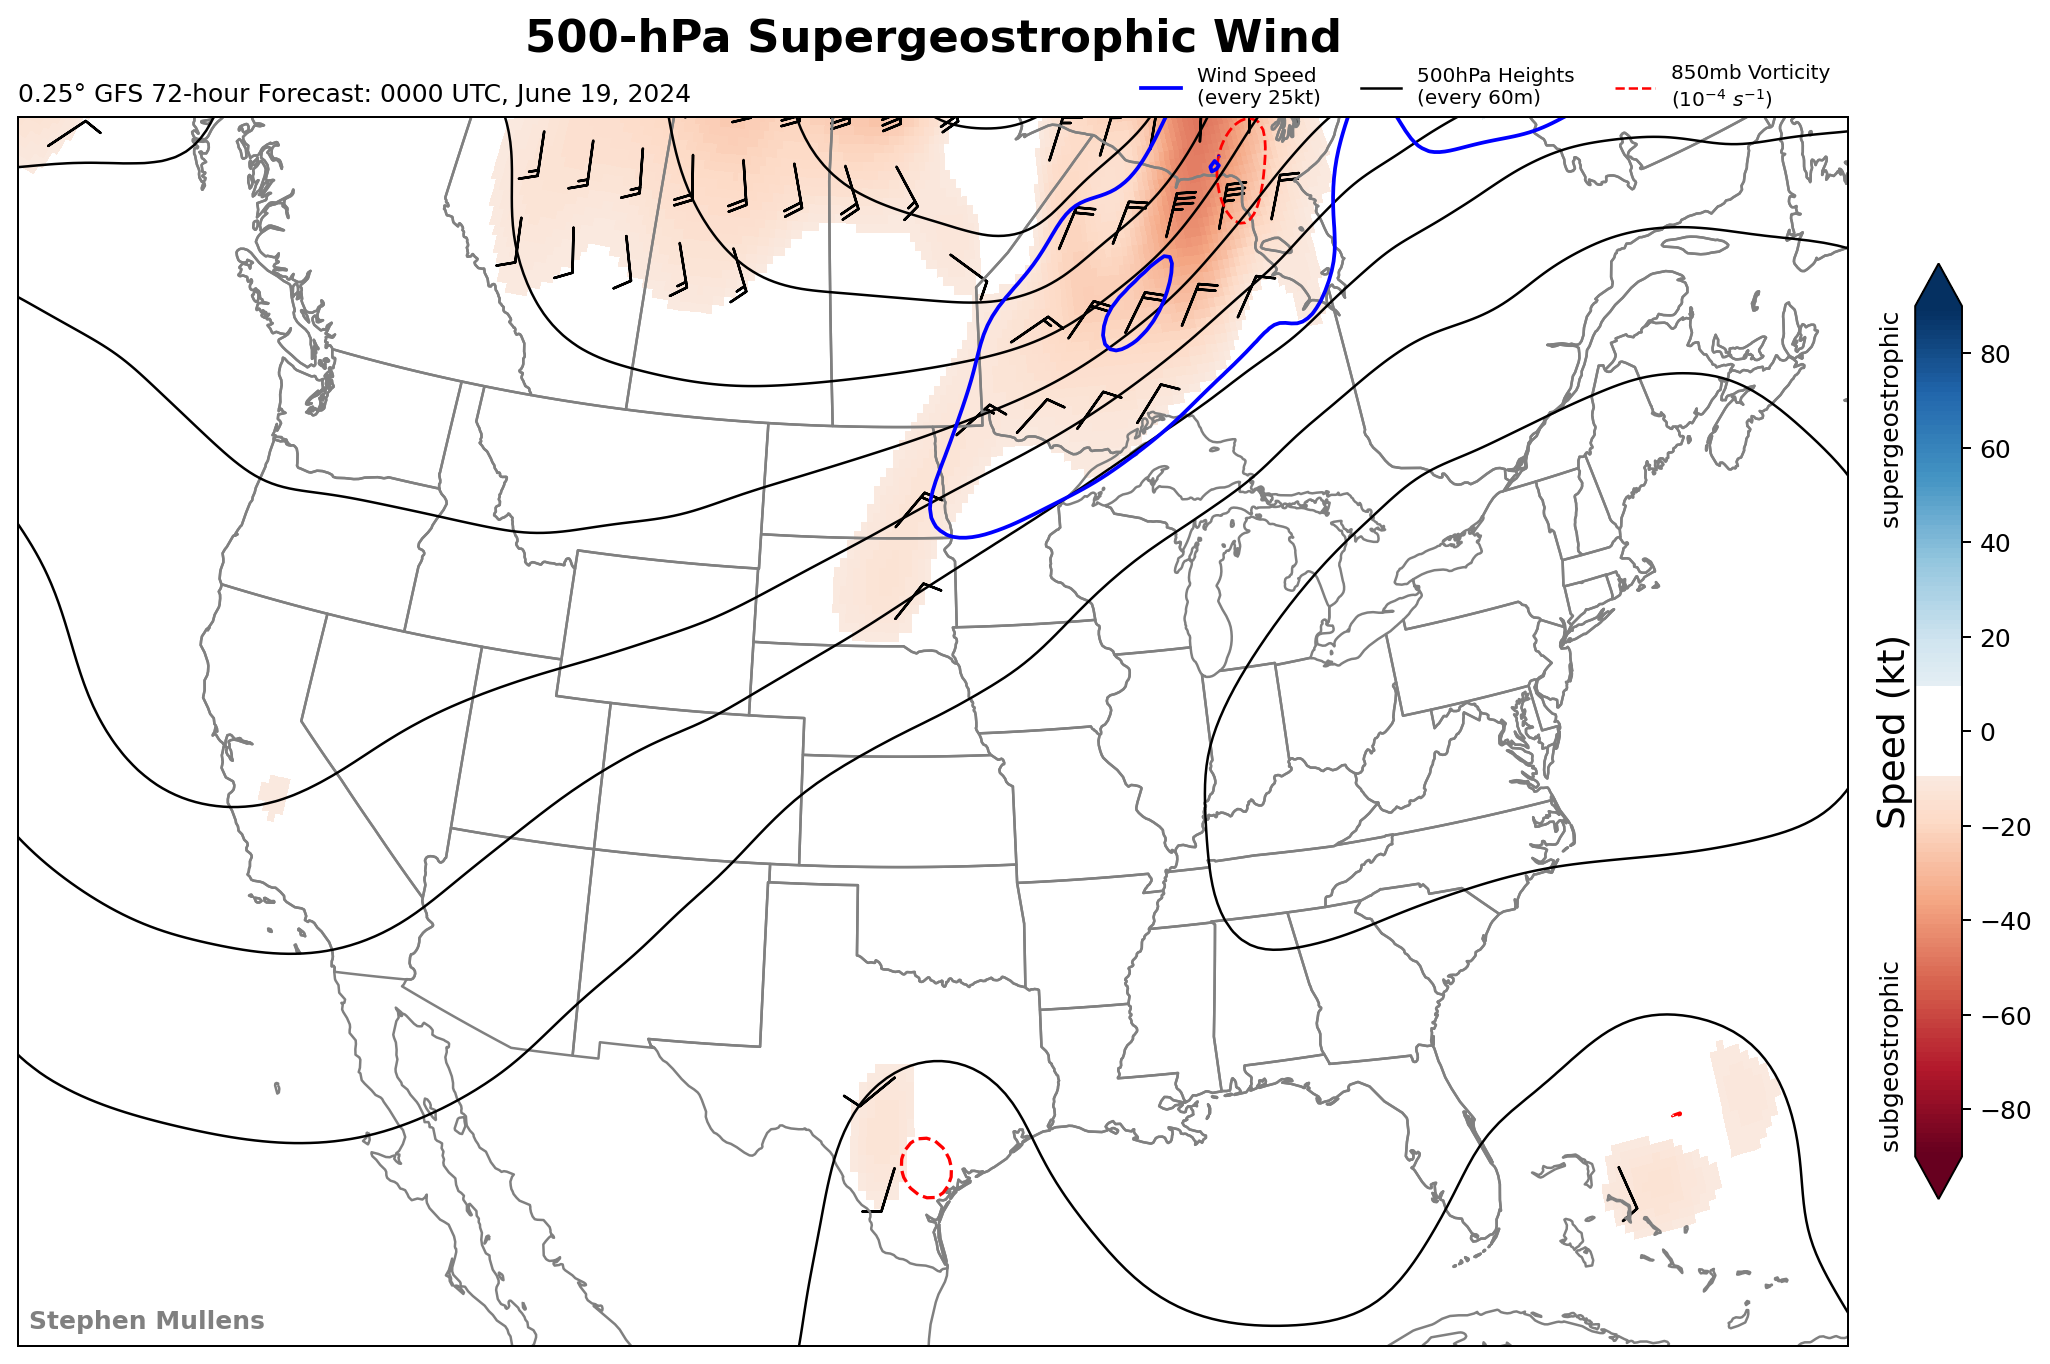 500-hPa Supergeostrophic Wind
0.25° GFS 72-hour Forecast: 0000 UTC, June 19, 2024
Wind Speed
(every 25kt)
500hPa Heights
(every 60m)
850mb Vorticity
(10⁻⁴ s⁻¹)
supergeostrophic
Speed (kt)
subgeostrophic
80
60
40
20
0
−20
−40
−60
−80
Stephen Mullens